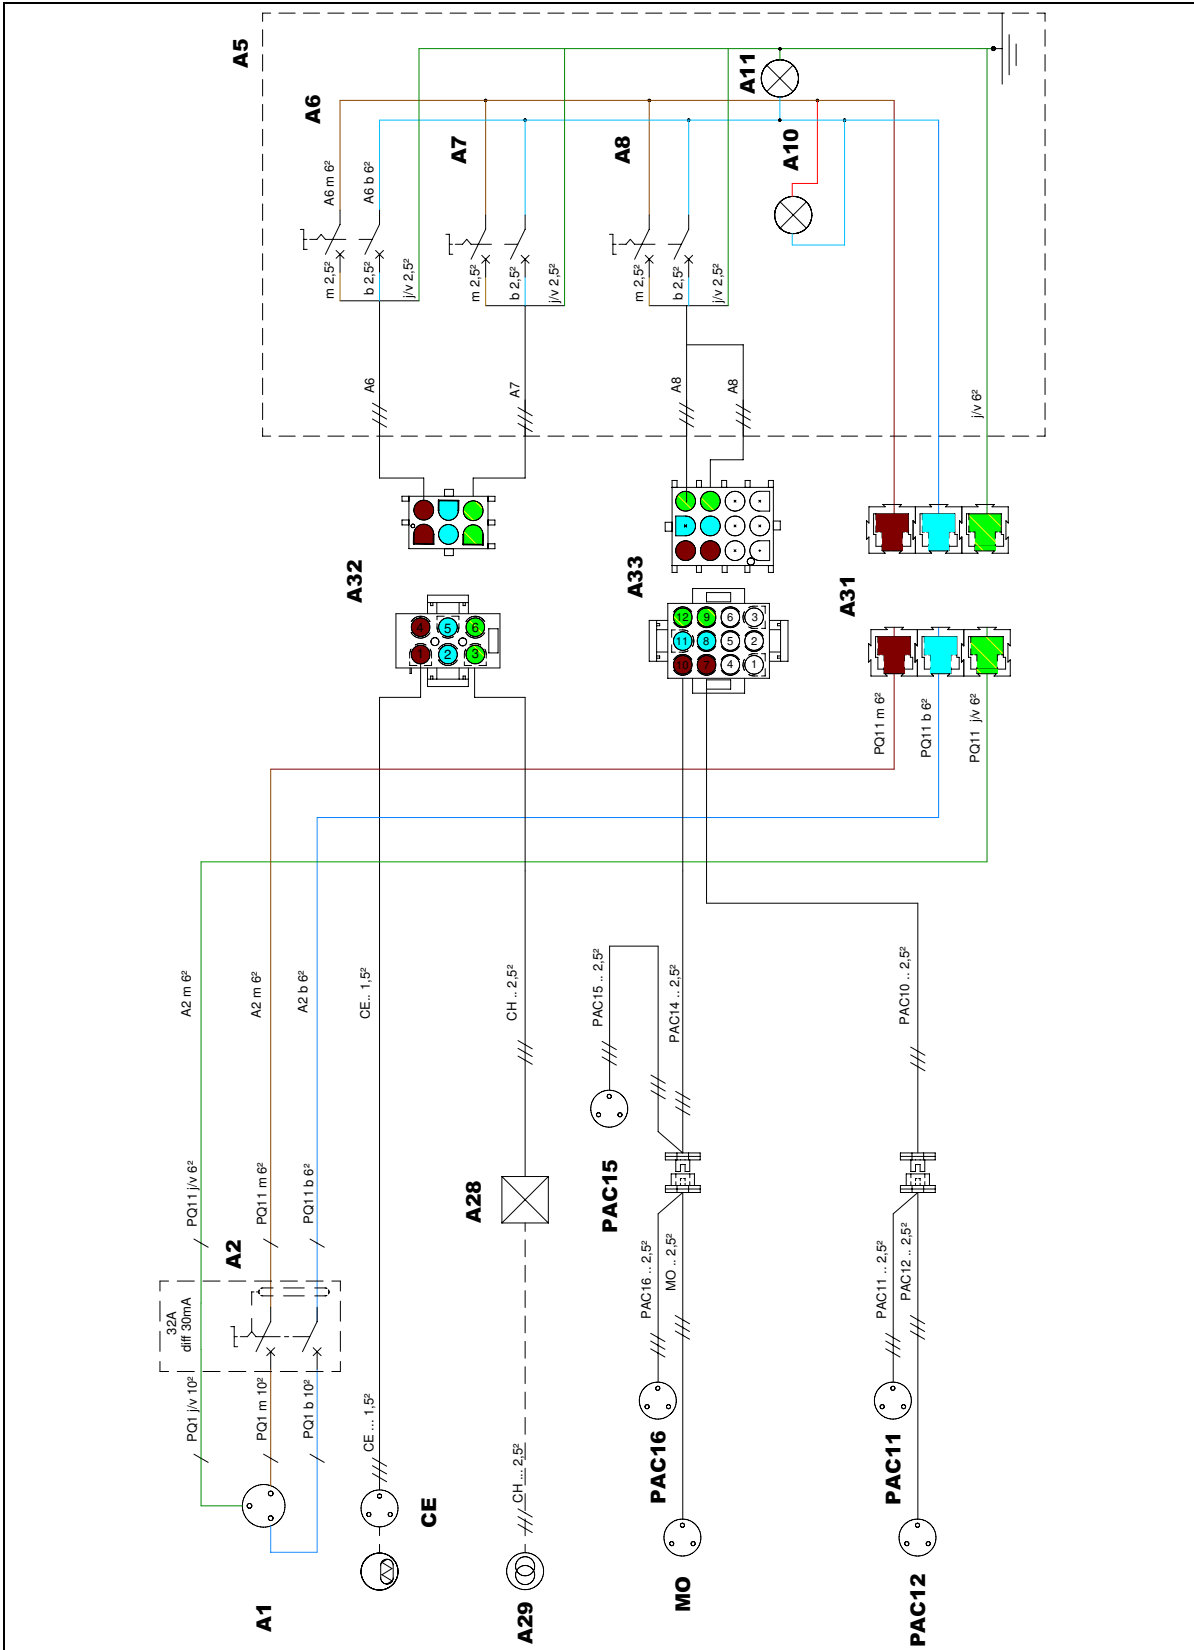 A5
A6
A11
A7
A8
A10
A6 m 6²
A6 b 6²
m 2,5²
b 2,5²
j/v 2,5²
m 2,5²
b 2,5²
j/v 2,5²
m 2,5²
b 2,5²
j/v 2,5²
A6
A7
A8
A8
j/v 6²
A32
A33
A31
4
5
6
1
2
3
12
9
6
3
11
8
5
2
10
7
4
1
PQ11 m 6²
PQ11 b 6²
PQ11 j/v 6²
A2 m 6²
A2 m 6²
A2 b 6²
CE.. 1,5²
CH .. 2,5²
PAC15 .. 2,5²
PAC14 .. 2,5²
PAC10 .. 2,5²
PQ11 j/v 6²
PQ11 m 6²
PQ11 b 6²
A2
A28
PAC15
32A
diff 30mA
PAC16 .. 2,5²
MO .. 2,5²
PAC11 .. 2,5²
PAC12 .. 2,5²
PQ1 j/v 10²
PQ1 m 10²
PQ1 b 10²
CE ... 1,5²
CH ... 2,5²
CE
PAC16
PAC11
A1
A29
MO
PAC12